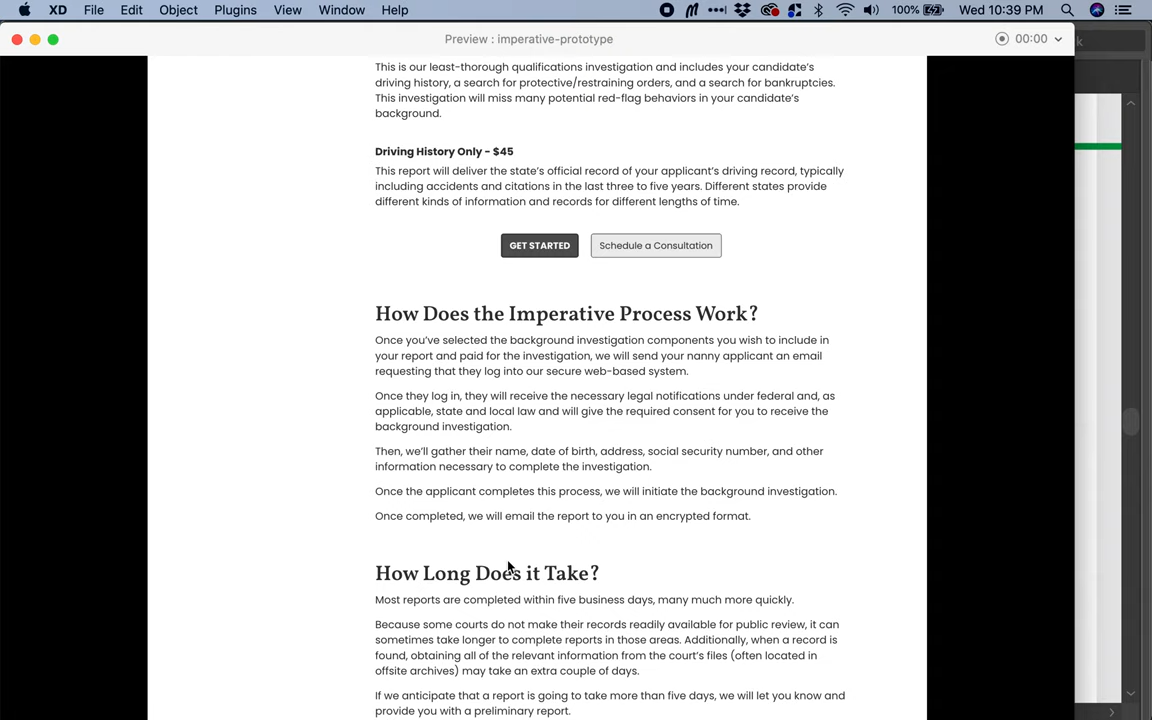 XD File Edit Object Plugins View Window Help 100% Wed 10:39 PM
Preview : imperative-prototype 00:00
This is our least-thorough qualifications investigation and includes your candidate's
driving history, a search for protective/restraining orders, and a search for bankruptcies.
This investigation will miss many potential red-flag behaviors in your candidate's
background.
Driving History Only - $45
This report will deliver the state's official record of your applicant's driving record, typically
including accidents and citations in the last three to five years. Different states provide
different kinds of information and records for different lengths of time.
GET STARTED Schedule a Consultation
How Does the Imperative Process Work?
Once you've selected the background investigation components you wish to include in
your report and paid for the investigation, we will send your nanny applicant an email
requesting that they log into our secure web-based system.
Once they log in, they will receive the necessary legal notifications under federal and, as
applicable, state and local law and will give the required consent for you to receive the
background investigation.
Then, we'll gather their name, date of birth, address, social security number, and other
information necessary to complete the investigation.
Once the applicant completes this process, we will initiate the background investigation.
Once completed, we will email the report to you in an encrypted format.
How Long Does it Take?
Most reports are completed within five business days, many much more quickly.
Because some courts do not make their records readily available for public review, it can
sometimes take longer to complete reports in those areas. Additionally, when a record is
found, obtaining all of the relevant information from the court's files (often located in
offsite archives) may take an extra couple of days.
If we anticipate that a report is going to take more than five days, we will let you know and
provide you with a preliminary report.